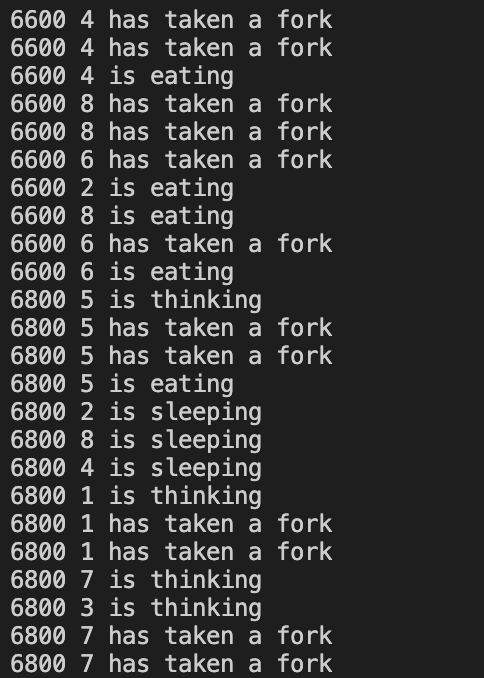 6600 4 has taken a fork
6600 4 has taken a fork
6600 4 is eating
6600 8 has taken a fork
6600 8 has taken a fork
6600 6 has taken a fork
6600 2 is eating
6600 8 is eating
6600 6 has taken a fork
6600 6 is eating
6800 5 is thinking
6800 5 has taken a fork
6800 5 has taken a fork
6800 5 is eating
6800 2 is sleeping
6800 8 is sleeping
6800 4 is sleeping
6800 1 is thinking
6800 1 has taken a fork
6800 1 has taken a fork
6800 7 is thinking
6800 3 is thinking
6800 7 has taken a fork
6800 7 has taken a fork